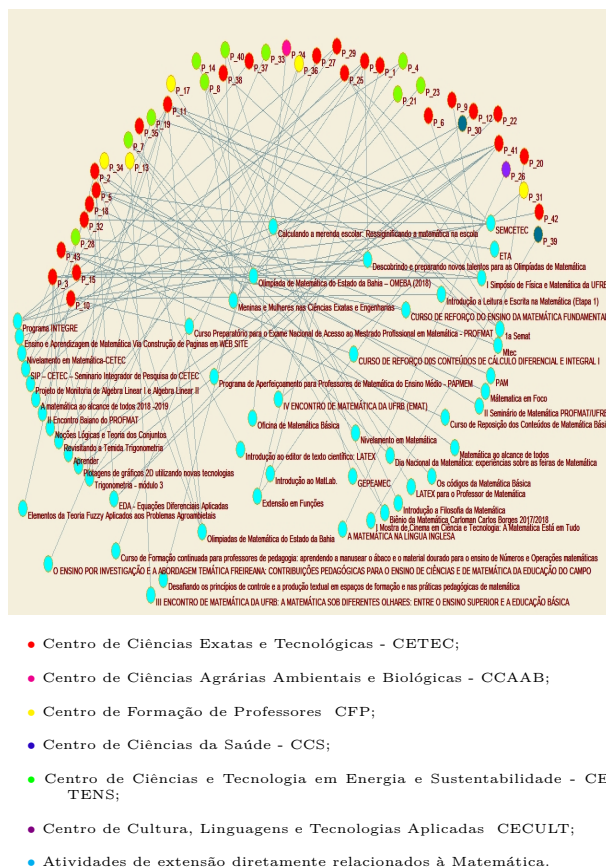 P_29
P_40
P_24
P_27
P_33
P_14
P_37
P_36
P_1
P_4
P_38
P_25
P_8
P_17
P_23
P_21
P_11
P_9
P_12
P_22
P_6
P_30
P_19
P_35
P_7
P_41
P_34
P_13
P_20
P_2
P_26
P_5
P_31
P_18
P_32
P_42
P_28
P_39
P_43
P_3
P_15
P_10
SEMCETEC
Calculando a merenda escolar: Ressignificando a matemática na escola
ETA
Descobrindo e preparando novos talentos para as Olímpiadas de Matemática
Olimpíada de Matemática do Estado da Bahia – OMEBA (2018)
I Simpósio de Física e Matemática da UFRB
Meninas e Mulheres nas Ciências Exatas e Engenharias
Introdução a Leitura e Escrita na Matemática (Etapa 1)
CURSO DE REFORÇO DO ENSINO DA MATEMÁTICA FUNDAMENTAL
Programa INTEGRE
Curso Preparatório para o Exame Nacional de Acesso ao Mestrado Profissional em Matemática - PROFMAT
1a Semat
Ensino e Aprendizagem de Matemática Via Construção de Paginas em WEB SITE
Mtec
Nivelamento em Matemática-CETEC
CURSO DE REFORÇO DOS CONTEÚDOS DE CÁLCULO DIFERENCIAL E INTEGRAL I
SIP – CETEC – Seminario Integrador de Pesquisa do CETEC
Programa de Aperfeiçoamento para Professores de Matemática do Ensino Médio - PAPMEM
PAM
Projeto de Monitoria de Algebra Linear I e Algebra Linear II
Mátematica em Foco
A matemática ao alcance de todos 2018 -2019
IV ENCONTRO DE MATEMÁTICA DA UFRB (EMAT)
II Seminário de Matemática PROFMAT/UFRB
II Encontro Baiano do PROFMAT
Oficina de Matemática Básica
Curso de Reposição dos Conteúdos de Matemática Básica
Noções Lógicas e Teoria dos Conjuntos
Nivelamento em Matemática
Revisitando a Temida Trigonometria
Introdução ao editor de texto científico: LATEX
Matemática ao alcance de todos
Aprender
Dia Nacional da Matemática: experiências sobre as feiras de Matemática
Plotagens de gráficos 2D utilizando novas tecnologias
Introdução ao MatLab.
GEPEAMEC
Os códigos da Matemática Básica
Trigonometria - módulo 3
LATEX para o Professor de Matemática
EDA - Equações Diferenciais Aplicadas
Extensão em Funções
Introdução a Filosofia da Matemática
Elementos da Teoria Fuzzy Aplicados aos Problemas Agroambietais
Biênio da Matemática Carloman Carlos Borges 2017/2018
I Mostra de Cinema em Ciência e Tecnologia: A Matemática Está em Tudo
Olimpiadas de Matemática do Estado da Bahia
A MATEMÁTICA NA LÍNGUA INGLESA
Curso de Formação continuada para professores de pedagogia: aprendendo a manusear o ábaco e o material dourado para o ensino de Números e Operações matemáticas
O ENSINO POR INVESTIGAÇÃO E A ABORDAGEM TEMÁTICA FREIREANA: CONTRIBUIÇÕES PEDAGÓGICAS PARA O ENSINO DE CIÊNCIAS E DE MATEMÁTICA DA EDUCAÇÃO DO CAMPO
Desafiando os princípios de controle e a produção textual em espaços de formação e nas práticas pedagógicas de matemática
III ENCONTRO DE MATEMÁTICA DA UFRB: A MATEMÁTICA SOB DIFERENTES OLHARES: ENTRE O ENSINO SUPERIOR E A EDUCAÇÃO BÁSICA
• Centro de Ciências Exatas e Tecnológicas - CETEC;
• Centro de Ciências Agrárias Ambientais e Biológicas - CCAAB;
• Centro de Formação de Professores CFP;
• Centro de Ciências da Saúde - CCS;
• Centro de Ciências e Tecnologia em Energia e Sustentabilidade - CE
TENS;
• Centro de Cultura, Linguagens e Tecnologias Aplicadas CECULT;
• Atividades de extensão diretamente relacionados à Matemática.